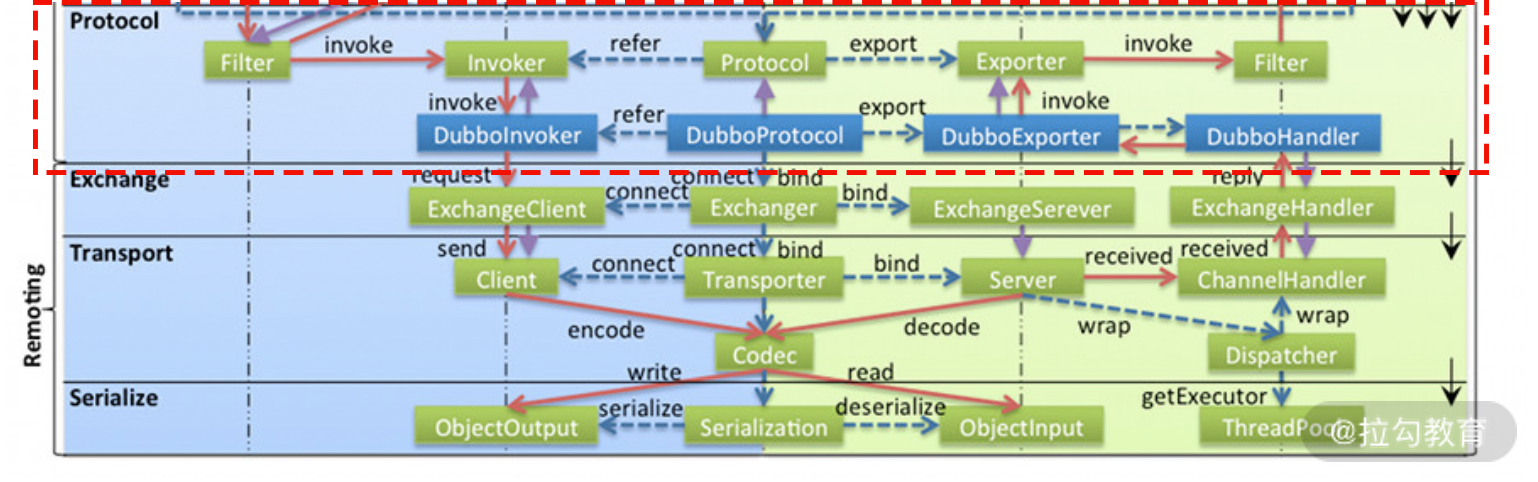 Protocol
Filter
invoke
Invoker
refer
Protocol
export
Exporter
invoke
Filter
invoke
DubboInvoker
refer
DubboProtocol
export
DubboExporter
invoke
DubboHandler
Exchange
request
connect
bind
reply
ExchangeClient
connect
Exchanger
bind
ExchangeSerever
ExchangeHandler
Remoting
Transport
send
connect
bind
received
received
Client
connect
Transporter
bind
Server
ChannelHandler
encode
decode
wrap
wrap
Codec
Dispatcher
write
read
Serialize
serialize
deserialize
getExecutor
ObjectOutput
Serialization
ObjectInput
ThreadPool
@拉勾教育